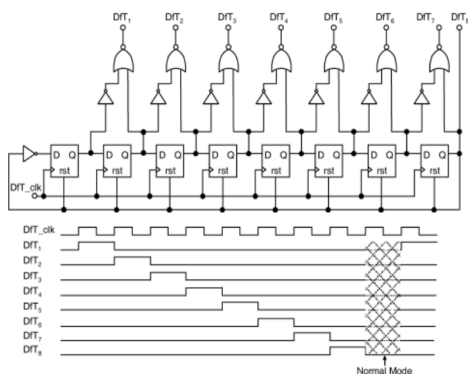 DfT1 DfT2 DfT3 DfT4 DfT5 DfT6 DfT7 DfT8
D Q D Q D Q D Q D Q D Q D Q D Q
rst rst rst rst rst rst rst rst
DfT_clk
DfT_clk
DfT1
DfT2
DfT3
DfT4
DfT5
DfT6
DfT7
DfT8
Normal Mode